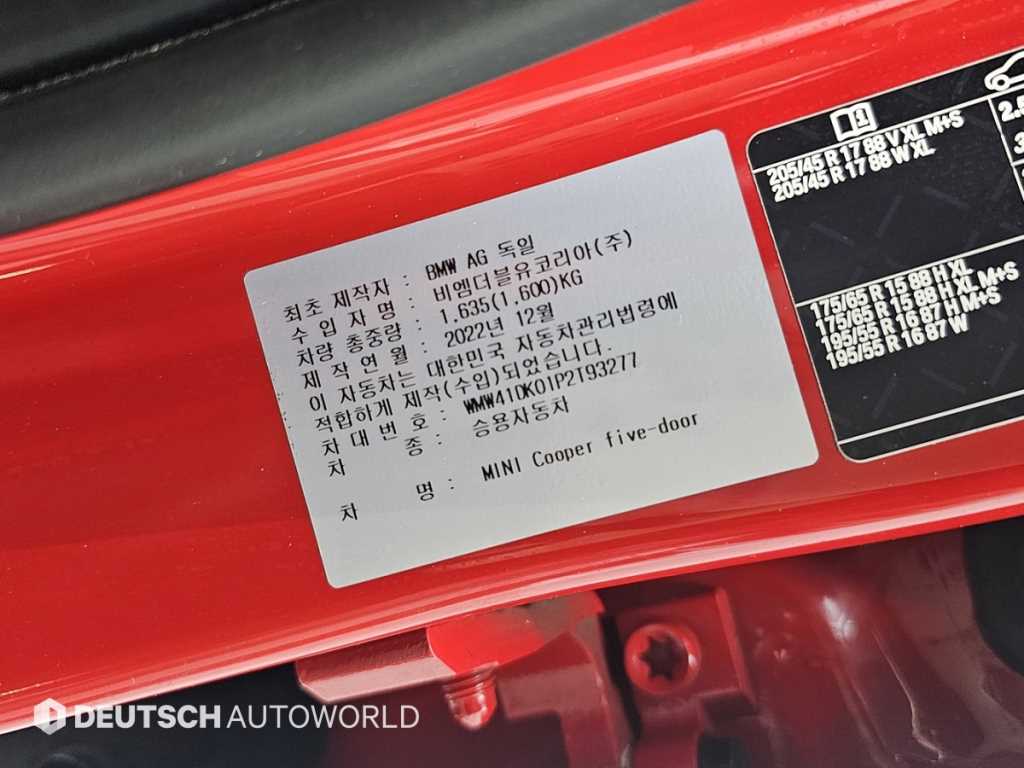 최초 제작자 : BMW AG 독일
수 입 자 명 : 비엠더블유코리아(주)
차량 총중량 : 1,635(1,600)KG
제 작 연 월 : 2022년 12월
이 자동차는 대한민국 자동차관리법령에
적합하게 제작(수입)되었습니다.
차 대 번 호 : WMW41DK01P2T93277
차 종 : 승용자동차
차 명 : MINI Cooper five-door
205/45 R 17 88 V XL M+S
205/45 R 17 88 W XL
175/65 R 15 88 H XL
175/65 R 15 88 H XL M+S
195/55 R 16 87 H M+S
195/55 R 16 87 W
DEUTSCH AUTOWORLD